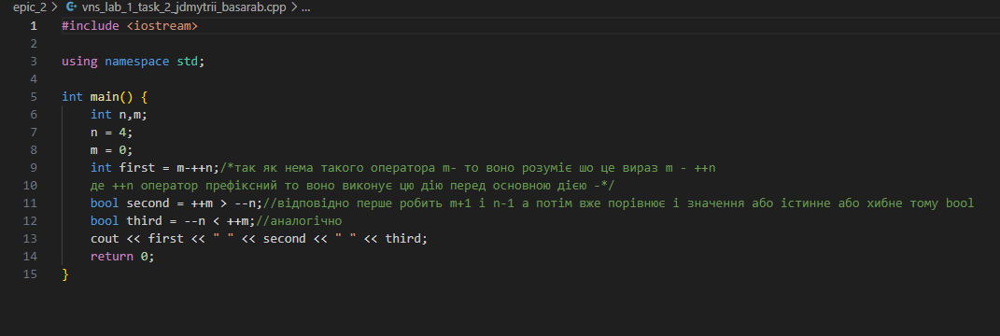 epic_2 > vns_lab_1_task_2_jdmytrii_basarab.cpp > ...
1 #include <iostream>
2
3 using namespace std;
4
5 int main() {
6 int n,m;
7 n = 4;
8 m = 0;
9 int first = m-++n;/*так як нема такого оператора m- то воно розуміє шо це вираз m - ++n
10 де ++n оператор префіксний то воно виконує цю дію перед основною дією -*/
11 bool second = ++m > --n;//відповідно перше робить m+1 і n-1 а потім вже порівнює і значення або істинне або хибне тому bool
12 bool third = --n < ++m;//аналогічно
13 cout << first << " " << second << " " << third;
14 return 0;
15 }